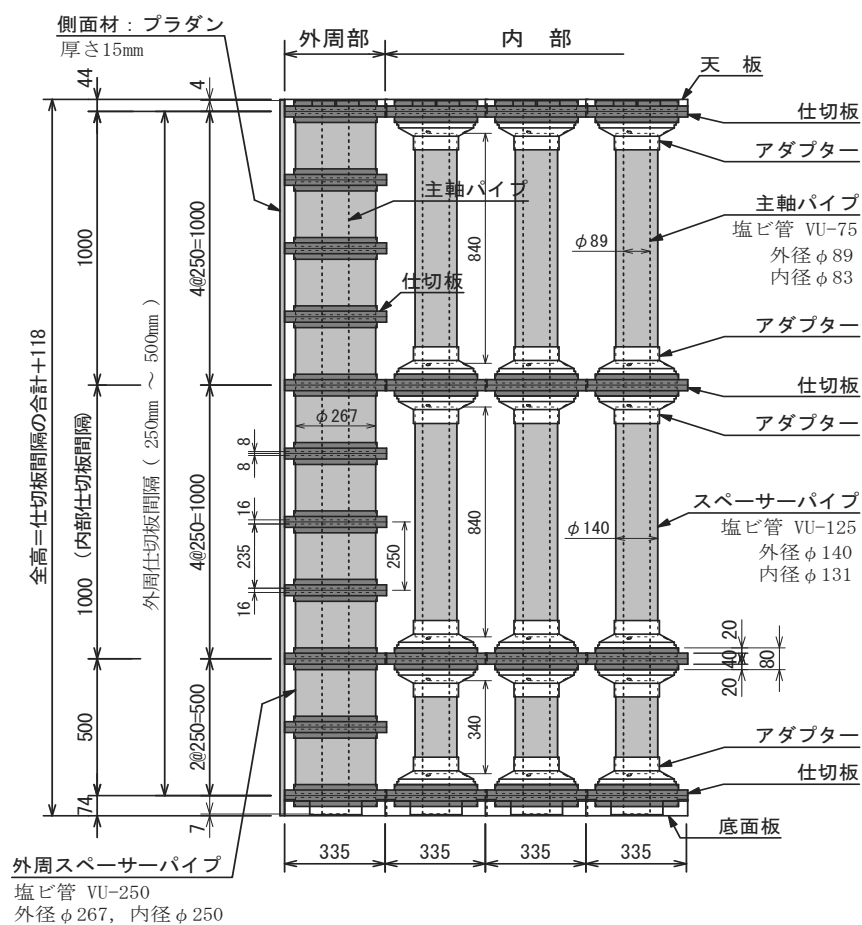 側面材:プラダン
厚さ15mm
外周部
内 部
天 板
仕切板
アダプター
主軸パイプ
塩ビ管 VU-75
外径φ89
内径φ83
アダプター
仕切板
アダプター
スペーサーパイプ
塩ビ管 VU-125
外径φ140
内径φ131
アダプター
仕切板
底面板
主軸パイプ
仕切板
φ267
φ89
φ140
44
4
1000
4@250=1000
840
全高=仕切板間隔の合計+118
1000 (内部仕切板間隔)
外周仕切板間隔( 250mm ~ 500mm )
4@250=1000
8
8
16
235
16
250
840
20
40
20
80
500
2@250=500
340
74
7
335
335
335
335
外周スペーサーパイプ
塩ビ管 VU-250
外径φ267, 内径φ250